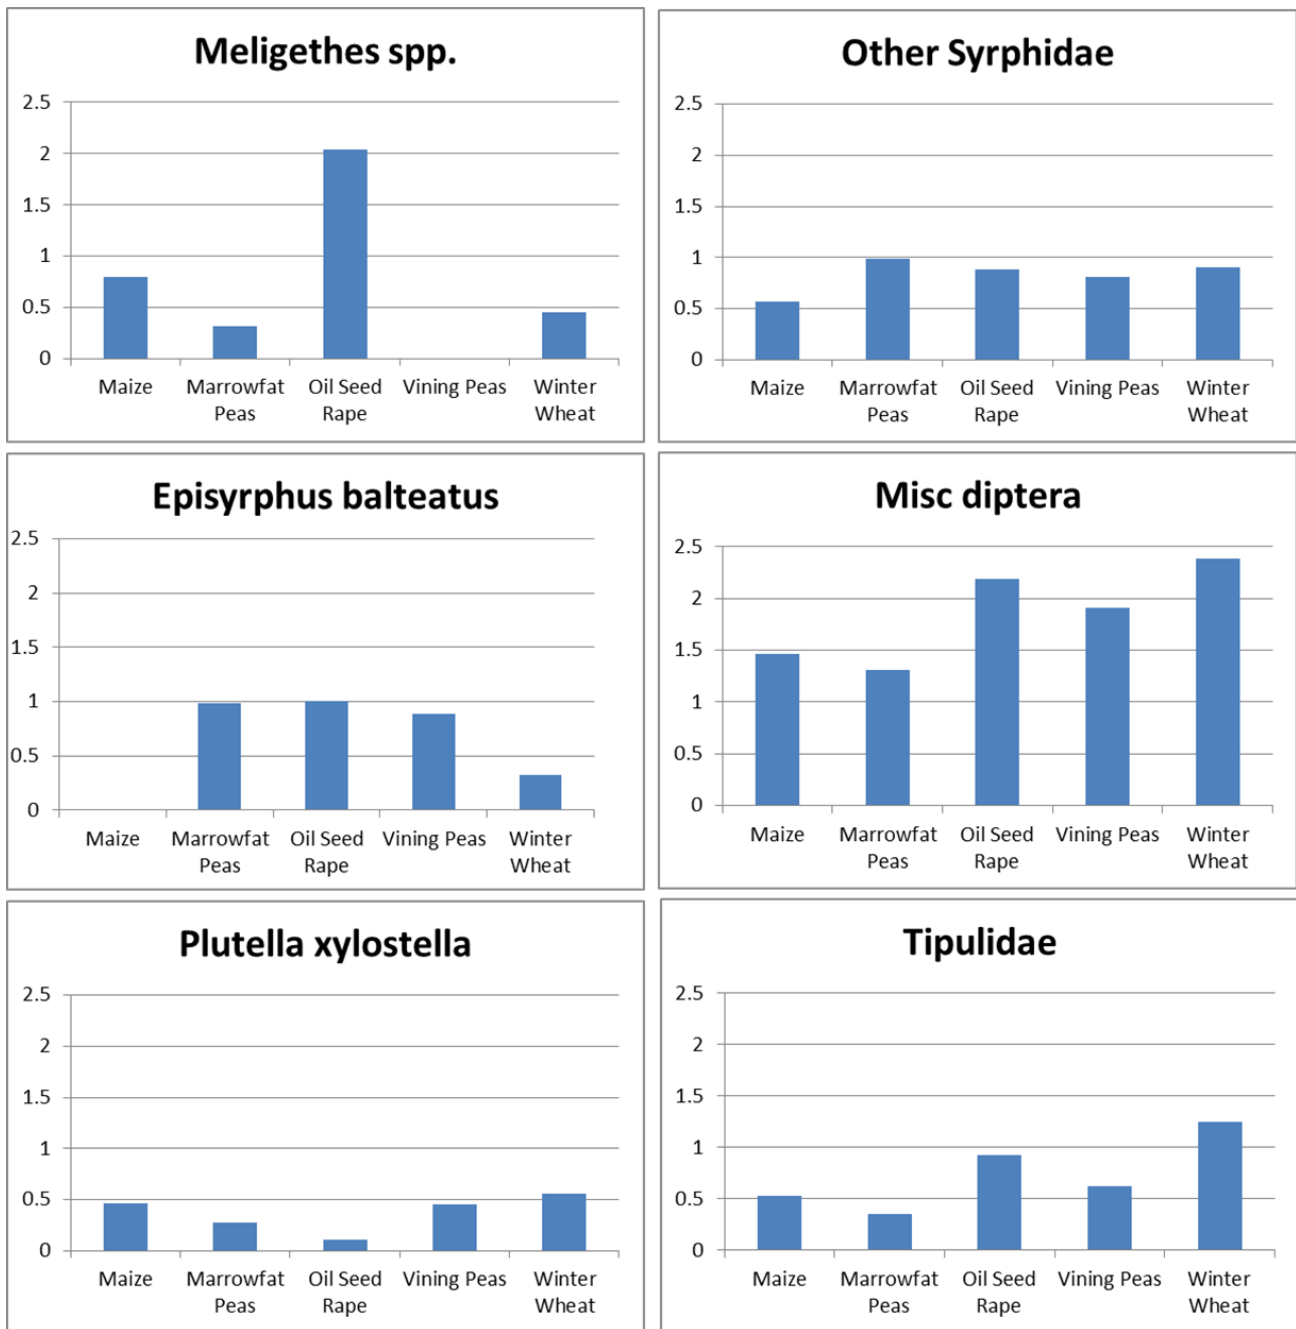 Meligethes spp.
2.5
2
1.5
1
0.5
0
Maize Marrowfat Oil Seed Vining Peas Winter
Peas Rape Wheat
Other Syrphidae
2.5
2
1.5
1
0.5
0
Maize Marrowfat Oil Seed Vining Peas Winter
Peas Rape Wheat
Episyrphus balteatus
2.5
2
1.5
1
0.5
0
Maize Marrowfat Oil Seed Vining Peas Winter
Peas Rape Wheat
Misc diptera
2.5
2
1.5
1
0.5
0
Maize Marrowfat Oil Seed Vining Peas Winter
Peas Rape Wheat
Plutella xylostella
2.5
2
1.5
1
0.5
0
Maize Marrowfat Oil Seed Vining Peas Winter
Peas Rape Wheat
Tipulidae
2.5
2
1.5
1
0.5
0
Maize Marrowfat Oil Seed Vining Peas Winter
Peas Rape Wheat